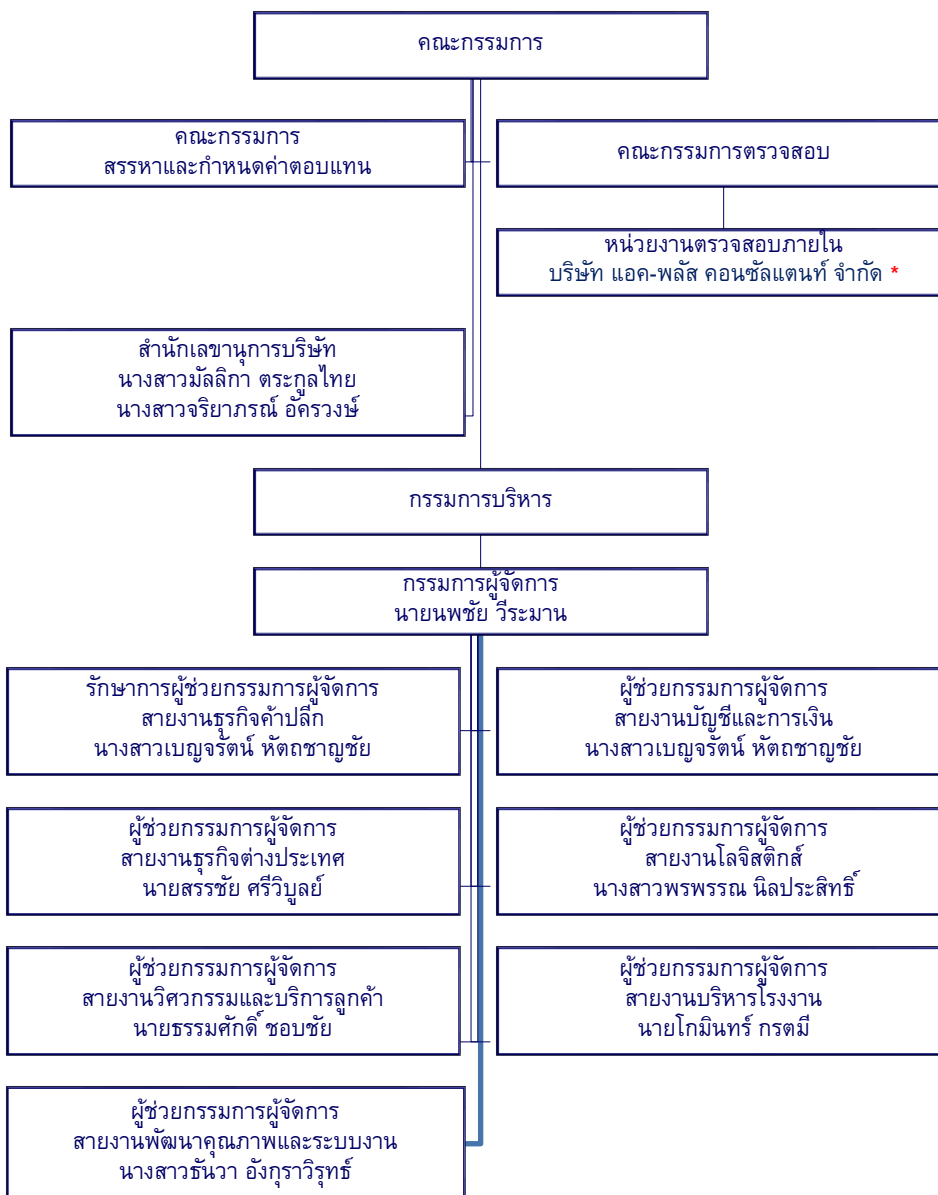 คณะกรรมการ
คณะกรรมการ
สรรหาและกำหนดค่าตอบแทน
คณะกรรมการตรวจสอบ
หน่วยงานตรวจสอบภายใน
บริษัท แอค-พลัส คอนซัลแตนท์ จำกัด *
สำนักเลขานุการบริษัท
นางสาวมัลลิกา ตระกูลไทย
นางสาวจริยาภรณ์ อัครวงษ์
กรรมการบริหาร
กรรมการผู้จัดการ
นายนพชัย วีระมาน
รักษาการผู้ช่วยกรรมการผู้จัดการ
สายงานธุรกิจค้าปลีก
นางสาวเบญจรัตน์ หัตถชาญชัย
ผู้ช่วยกรรมการผู้จัดการ
สายงานบัญชีและการเงิน
นางสาวเบญจรัตน์ หัตถชาญชัย
ผู้ช่วยกรรมการผู้จัดการ
สายงานธุรกิจต่างประเทศ
นายสรรชัย ศรีวิบูลย์
ผู้ช่วยกรรมการผู้จัดการ
สายงานโลจิสติกส์
นางสาวพรพรรณ นิลประสิทธิ์
ผู้ช่วยกรรมการผู้จัดการ
สายงานวิศวกรรมและบริการลูกค้า
นายธรรมศักดิ์ ชอบชัย
ผู้ช่วยกรรมการผู้จัดการ
สายงานบริหารโรงงาน
นายโกมินทร์ กรตมี
ผู้ช่วยกรรมการผู้จัดการ
สายงานพัฒนาคุณภาพและระบบงาน
นางสาวธันวา อังกุราวิรุทธ์